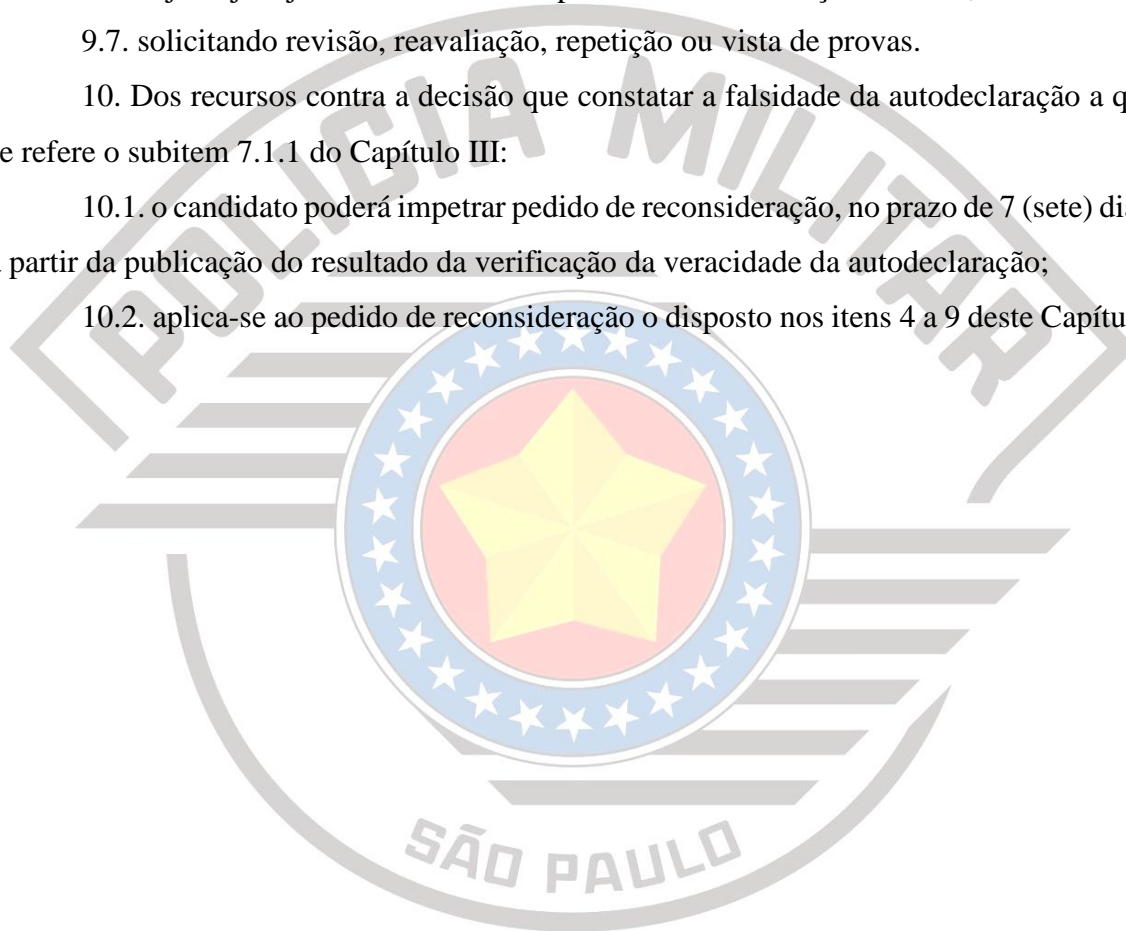 9.7. solicitando revisão, reavaliação, repetição ou vista de provas.
10. Dos recursos contra a decisão que constatar a falsidade da autodeclaração a q
e refere o subitem 7.1.1 do Capítulo III:
10.1. o candidato poderá impetrar pedido de reconsideração, no prazo de 7 (sete) dia
partir da publicação do resultado da verificação da veracidade da autodeclaração;
10.2. aplica-se ao pedido de reconsideração o disposto nos itens 4 a 9 deste Capítu
POLÍCIA MILITAR
SÃO PAULO